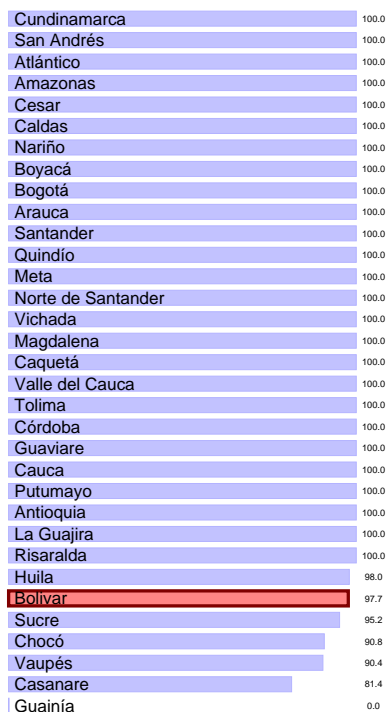 Cundinamarca 100.0
San Andrés 100.0
Atlántico 100.0
Amazonas 100.0
Cesar 100.0
Caldas 100.0
Nariño 100.0
Boyacá 100.0
Bogotá 100.0
Arauca 100.0
Santander 100.0
Quindío 100.0
Meta 100.0
Norte de Santander 100.0
Vichada 100.0
Magdalena 100.0
Caquetá 100.0
Valle del Cauca 100.0
Tolima 100.0
Córdoba 100.0
Guaviare 100.0
Cauca 100.0
Putumayo 100.0
Antioquia 100.0
La Guajira 100.0
Risaralda 100.0
Huila 98.0
Bolivar 97.7
Sucre 95.2
Chocó 90.8
Vaupés 90.4
Casanare 81.4
Guainía 0.0